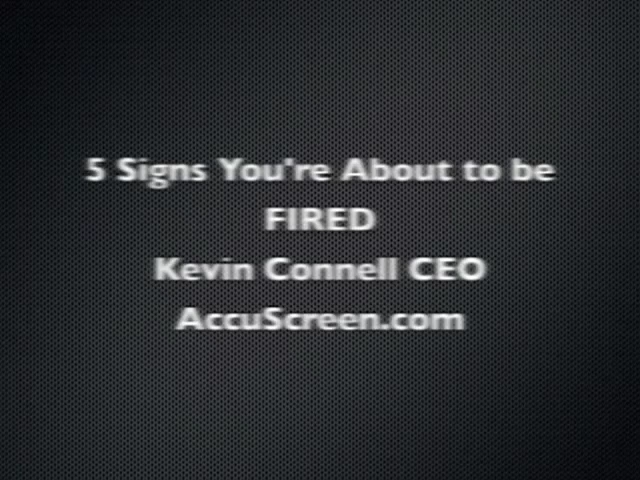 5 Signs You're About to be
FIRED
Kevin Connell CEO
AccuScreen.com